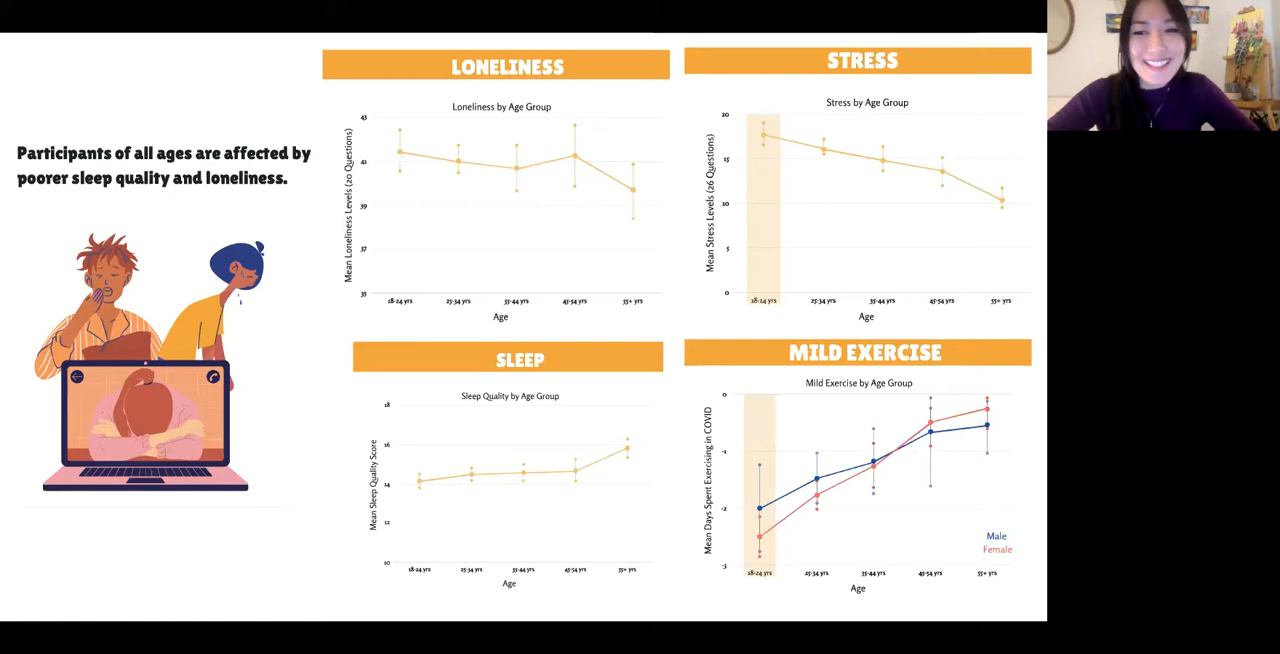 Participants of all ages are affected by
poorer sleep quality and loneliness.
LONELINESS
Loneliness by Age Group
Mean Loneliness Levels (20 Questions)
43
41
39
37
35
18-24 yrs
25-34 yrs
35-44 yrs
45-54 yrs
55+ yrs
Age
STRESS
Stress by Age Group
Mean Stress Levels (26 Questions)
20
15
10
5
0
18-24 yrs
25-34 yrs
35-44 yrs
45-54 yrs
55+ yrs
Age
SLEEP
Sleep Quality by Age Group
Mean Sleep Quality Score
18
16
14
12
10
18-24 yrs
25-34 yrs
35-44 yrs
45-54 yrs
55+ yrs
Age
MILD EXERCISE
Mild Exercise by Age Group
Mean Days Spent Exercising in COVID
0
-1
-2
-3
Male
Female
18-24 yrs
25-34 yrs
35-44 yrs
45-54 yrs
55+ yrs
Age